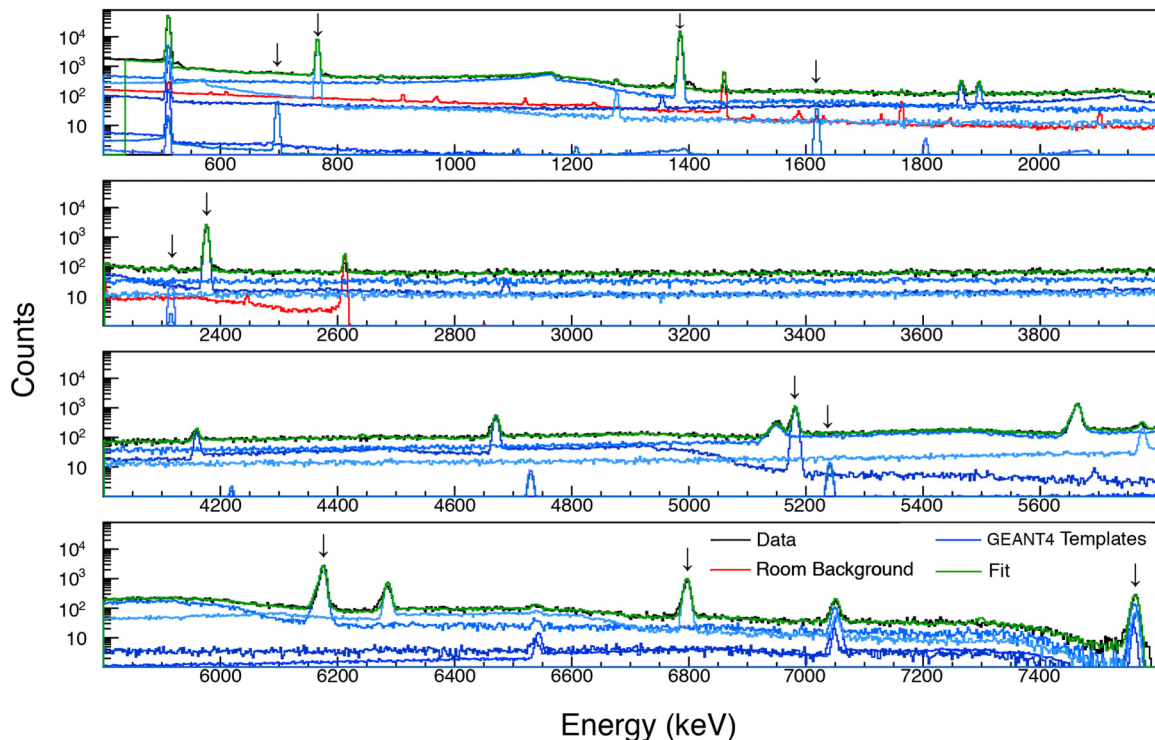 10⁴
10³
10²
10
600 800 1000 1200 1400 1600 1800 2000
10⁴
10³
10²
10
2400 2600 2800 3000 3200 3400 3600 3800
Counts
10⁴
10³
10²
10
4200 4400 4600 4800 5000 5200 5400 5600
10⁴
10³
10²
10
Data GEANT4 Templates
Room Background Fit
6000 6200 6400 6600 6800 7000 7200 7400
Energy (keV)